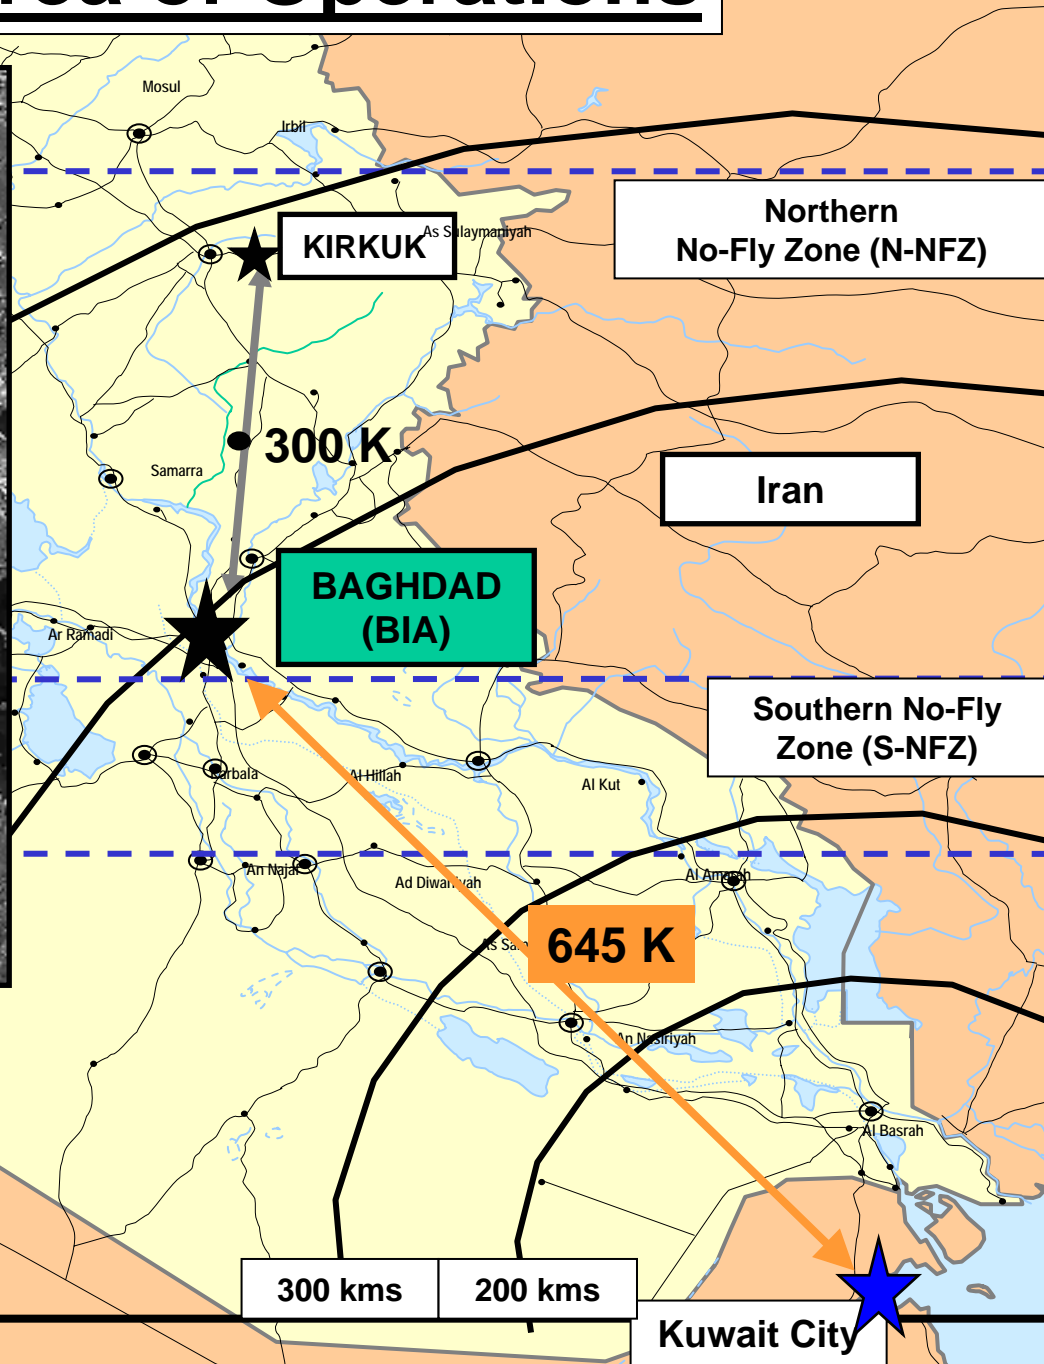 Operations
Mosul
Irbil
Northern
No-Fly Zone (N-NFZ)
KIRKUK
As Sulaymaniyah
300 K
Samarra
Iran
BAGHDAD
(BIA)
Ar Ramadi
Southern No-Fly
Zone (S-NFZ)
Karbala
Al Hillah
Al Kut
An Najaf
Ad Diwaniyah
Al Amarah
645 K
An Nasiriyah
Al Basrah
300 kms
200 kms
Kuwait City